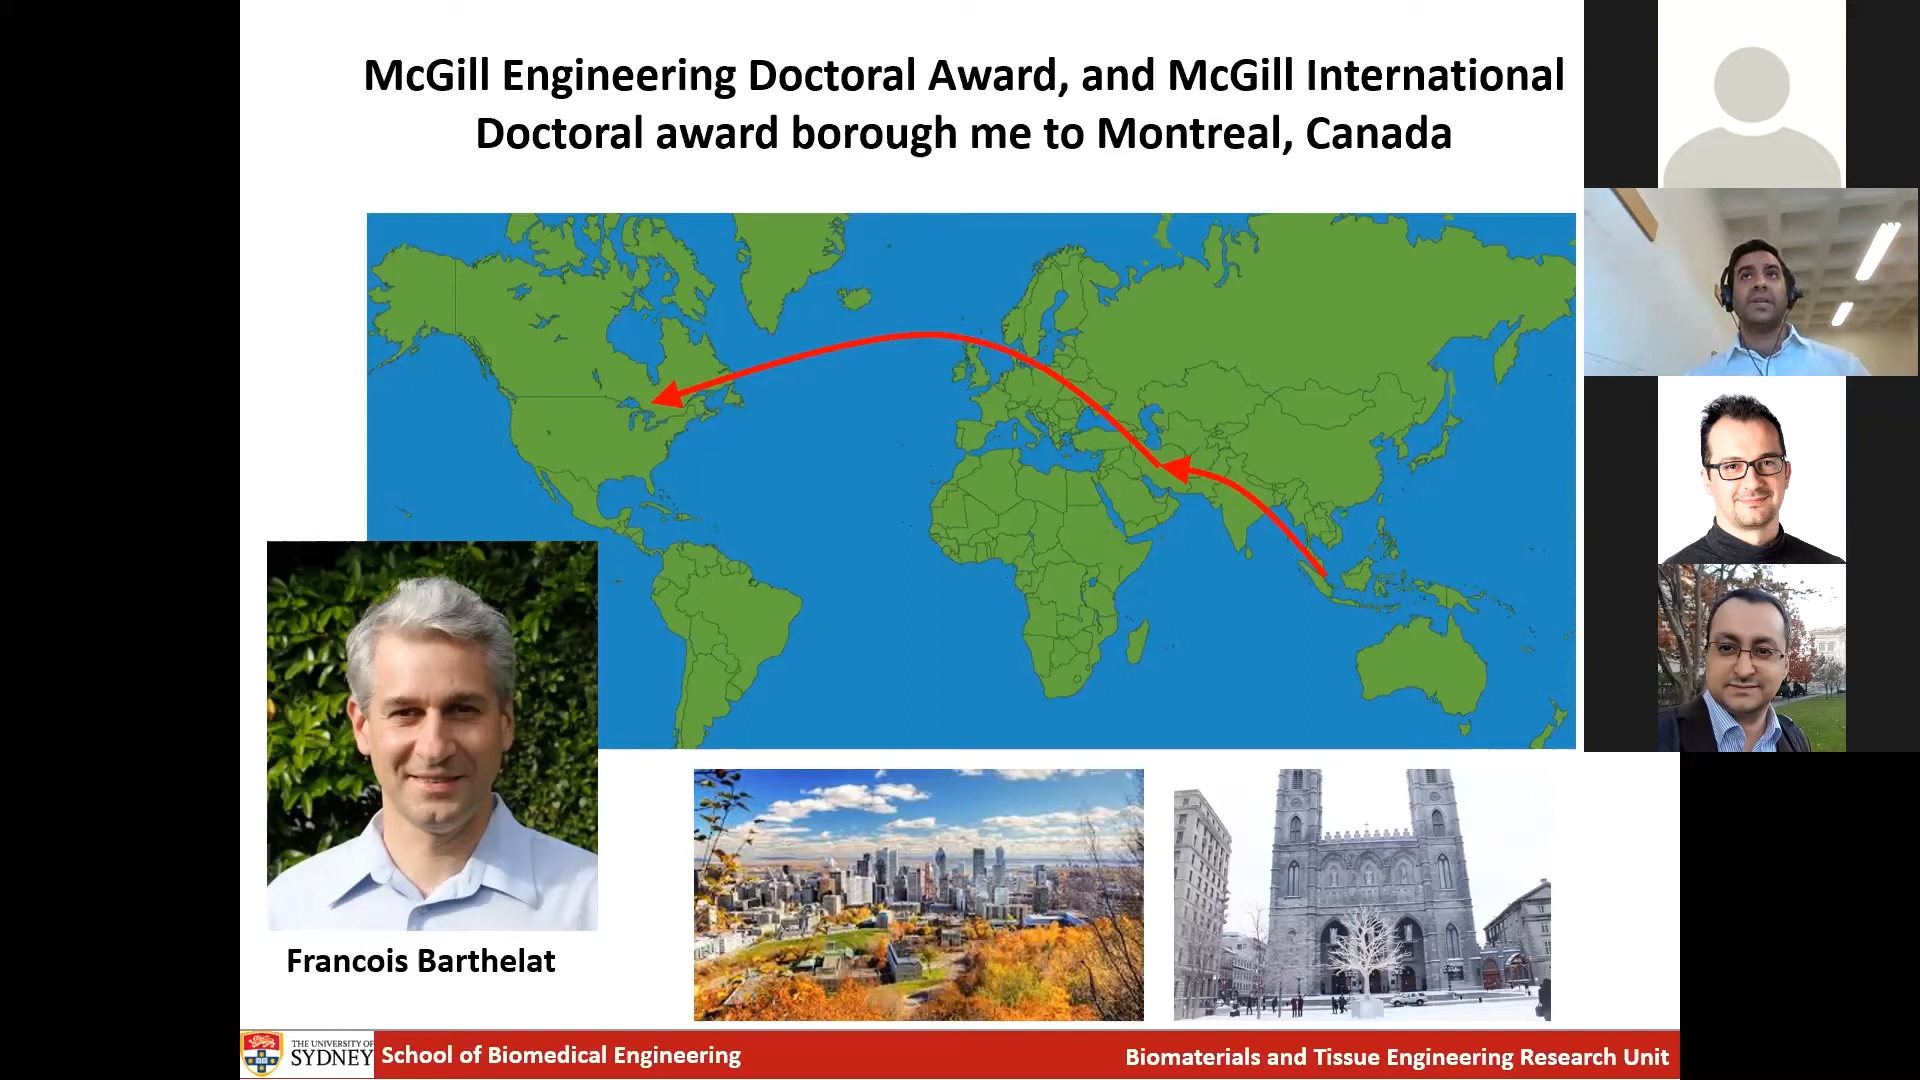 McGill Engineering Doctoral Award, and McGill International
Doctoral award borough me to Montreal, Canada
Francois Barthelat
THE UNIVERSITY OF
SYDNEY
School of Biomedical Engineering
Biomaterials and Tissue Engineering Research Unit